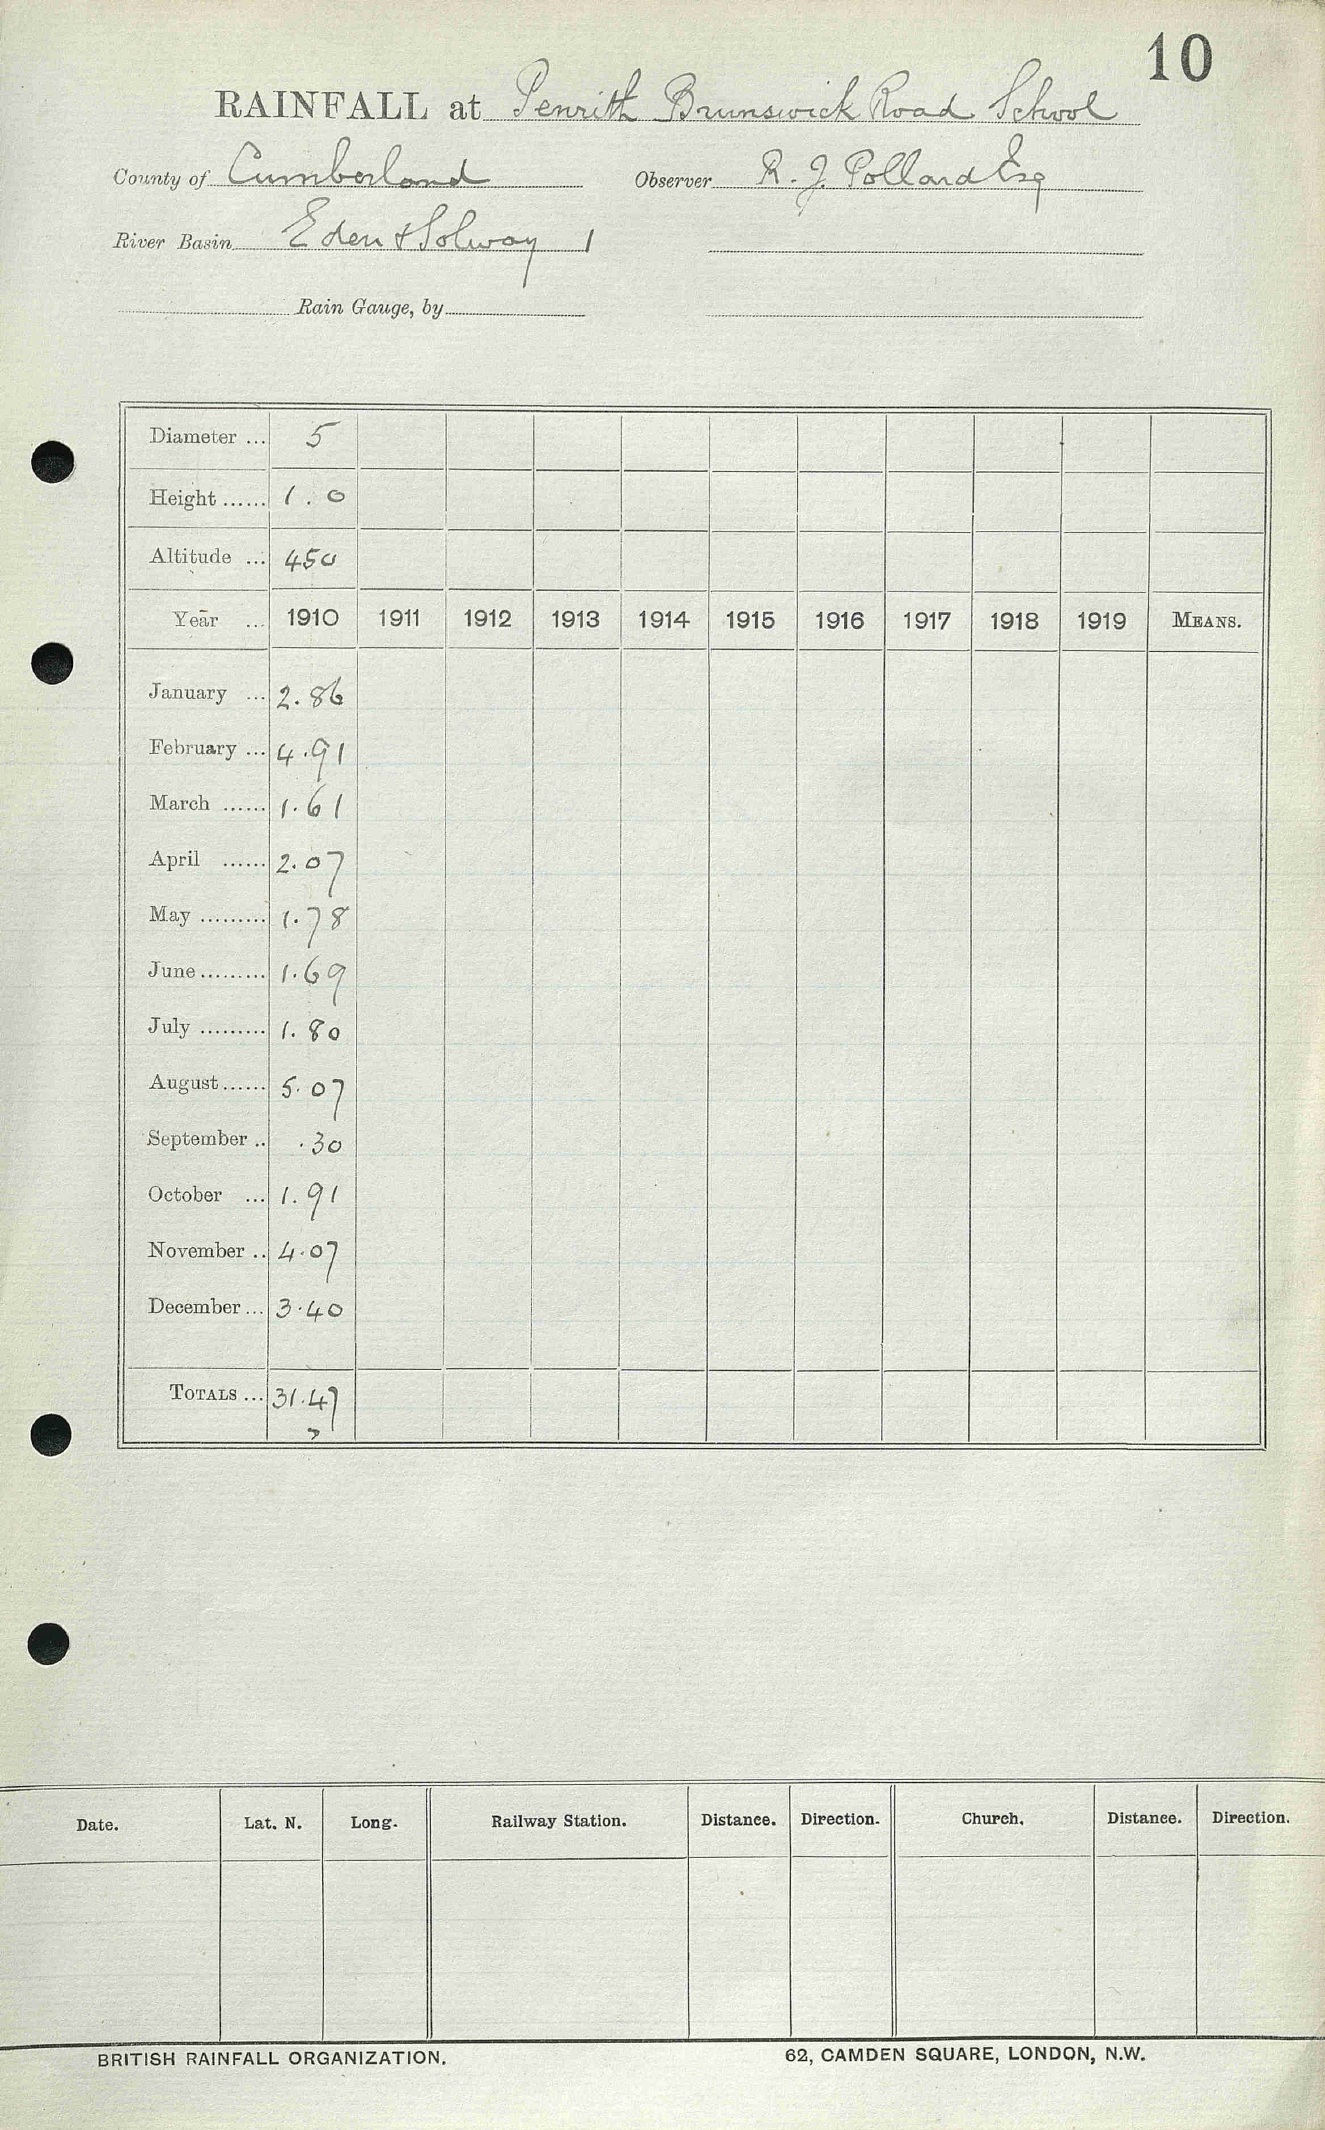 10
RAINFALL at Penrith Brunswick Road School
County of Cumberland Observer R. J. Pollard Esq
River Basin Eden & Solway 1
Rain Gauge, by
Diameter ... 5
Height ...... 1.0
Altitude ... 450
Year ... 1910 1911 1912 1913 1914 1915 1916 1917 1918 1919 MEANS.
January ... 2.86
February ... 4.91
March ...... 1.61
April ...... 2.07
May ......... 1.78
June ......... 1.69
July ......... 1.80
August ...... 5.07
September .. .30
October ... 1.91
November .. 4.07
December ... 3.40
TOTALS ... 31.47
7
Date. Lat. N. Long. Railway Station. Distance. Direction. Church. Distance. Direction.
BRITISH RAINFALL ORGANIZATION. 62, CAMDEN SQUARE, LONDON, N.W.